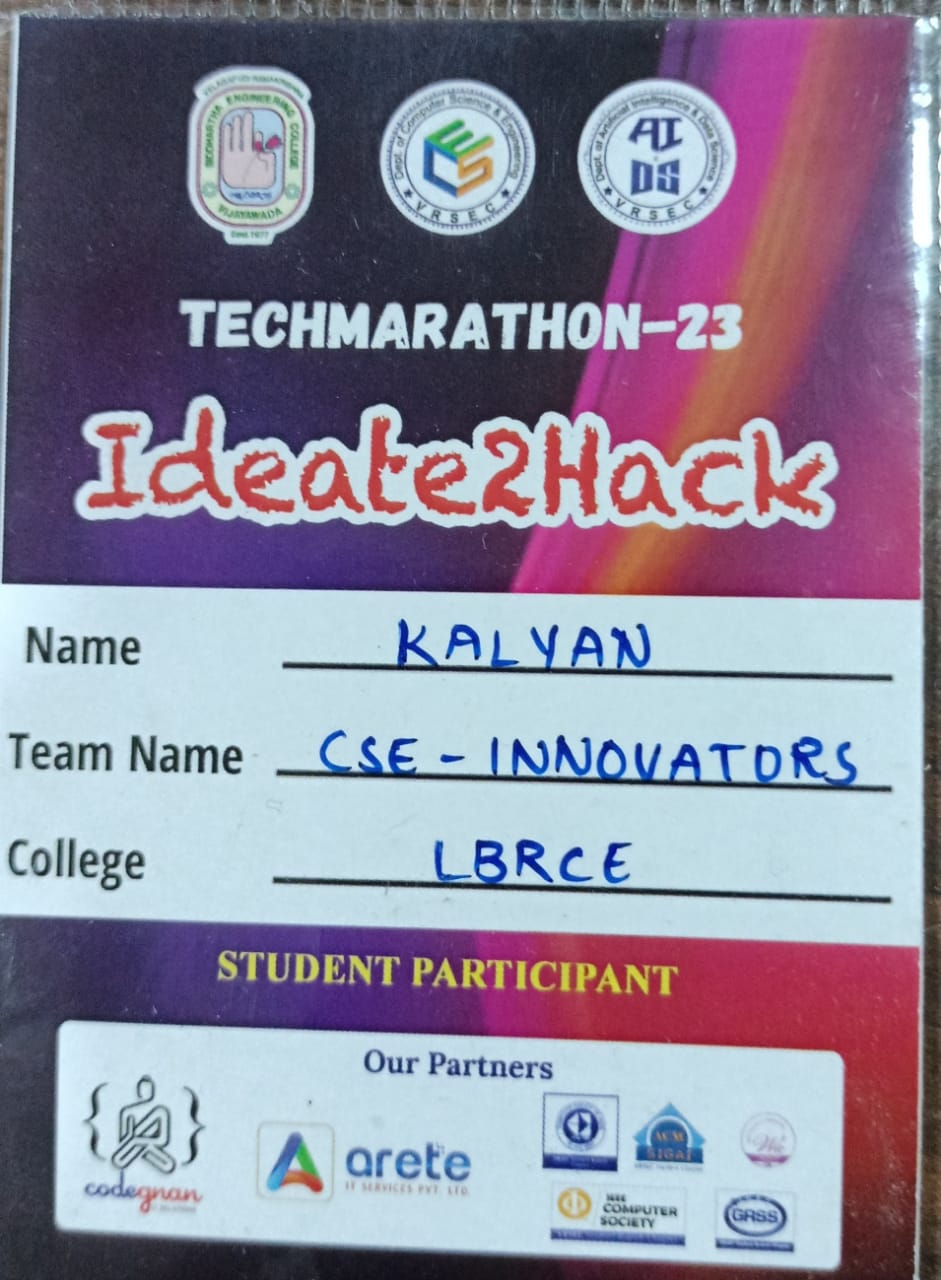 VELAGAPUDI RAMAKRISHNA
SIDDHARTHA ENGINEERING COLLEGE
VIJAYAWADA
Estd.1977
Dept. of Computer Science & Engineering
CSE
VRSEC
Dept. of Artificial Intelligence & Data Science
AI
DS
VRSEC
TECHMARATHON-23
Ideate2Hack
Name KALYAN
Team Name CSE - INNOVATORS
College LBRCE
STUDENT PARTICIPANT
Our Partners
codegnan
arete
IT SERVICES PVT. LTD.
ACM
SIGAI
IEEE
COMPUTER
SOCIETY
GRSS